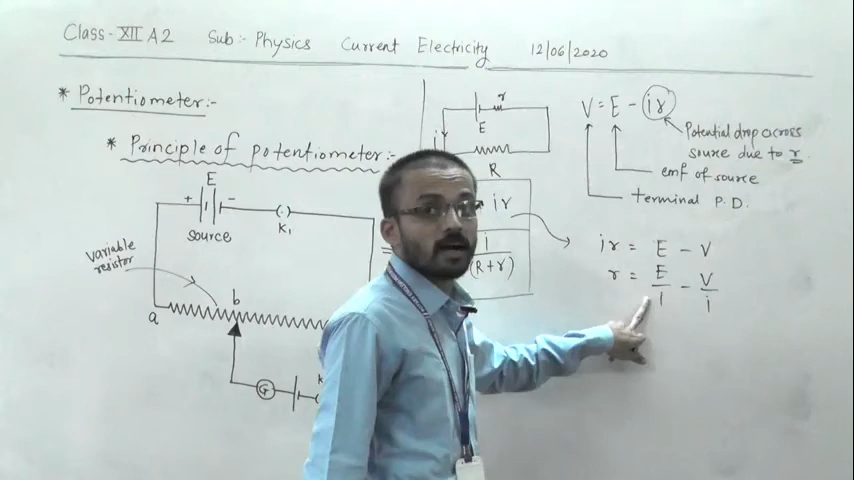 Class-XII A2 Sub:- Physics Current Electricity 12/06/2020
* Potentiometer:-
* Principle of potentiometer:-
E
+ -
source
K₁
variable resistor
a
b
G
r
E
i
R
ir
i
(R+r)
V = E - ir
Potential drop across
source due to r.
emf of source
terminal P.D.
ir = E - V
r = E/i - V/i